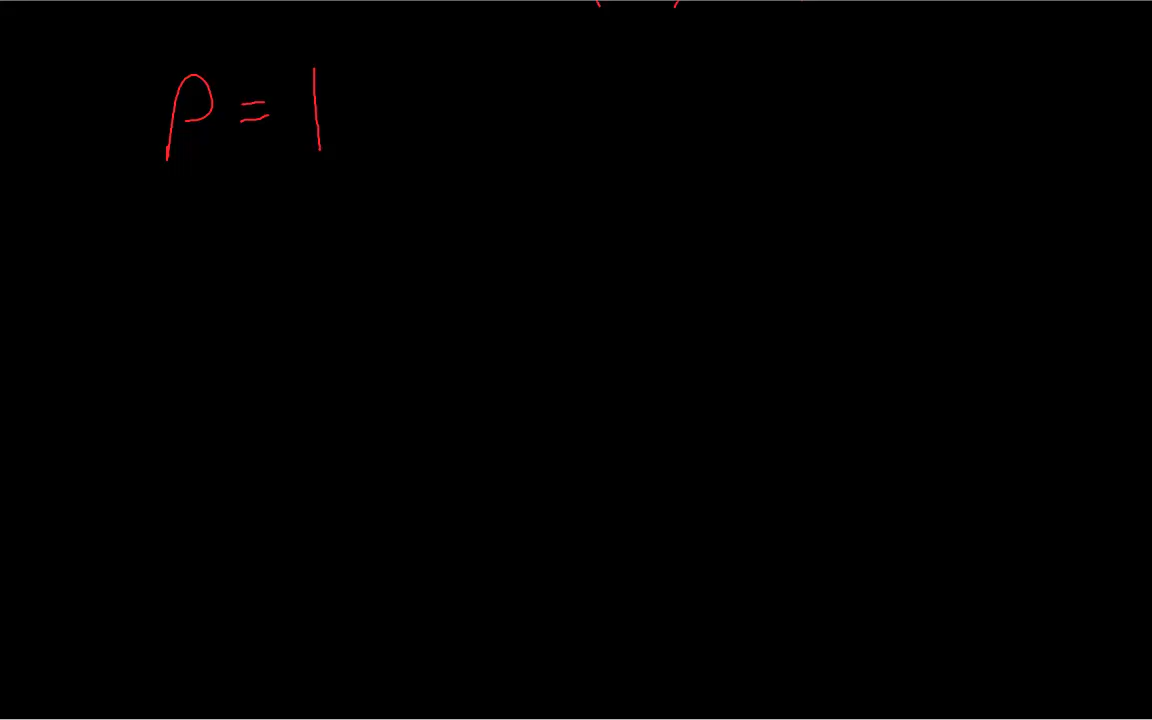 ρ = 1